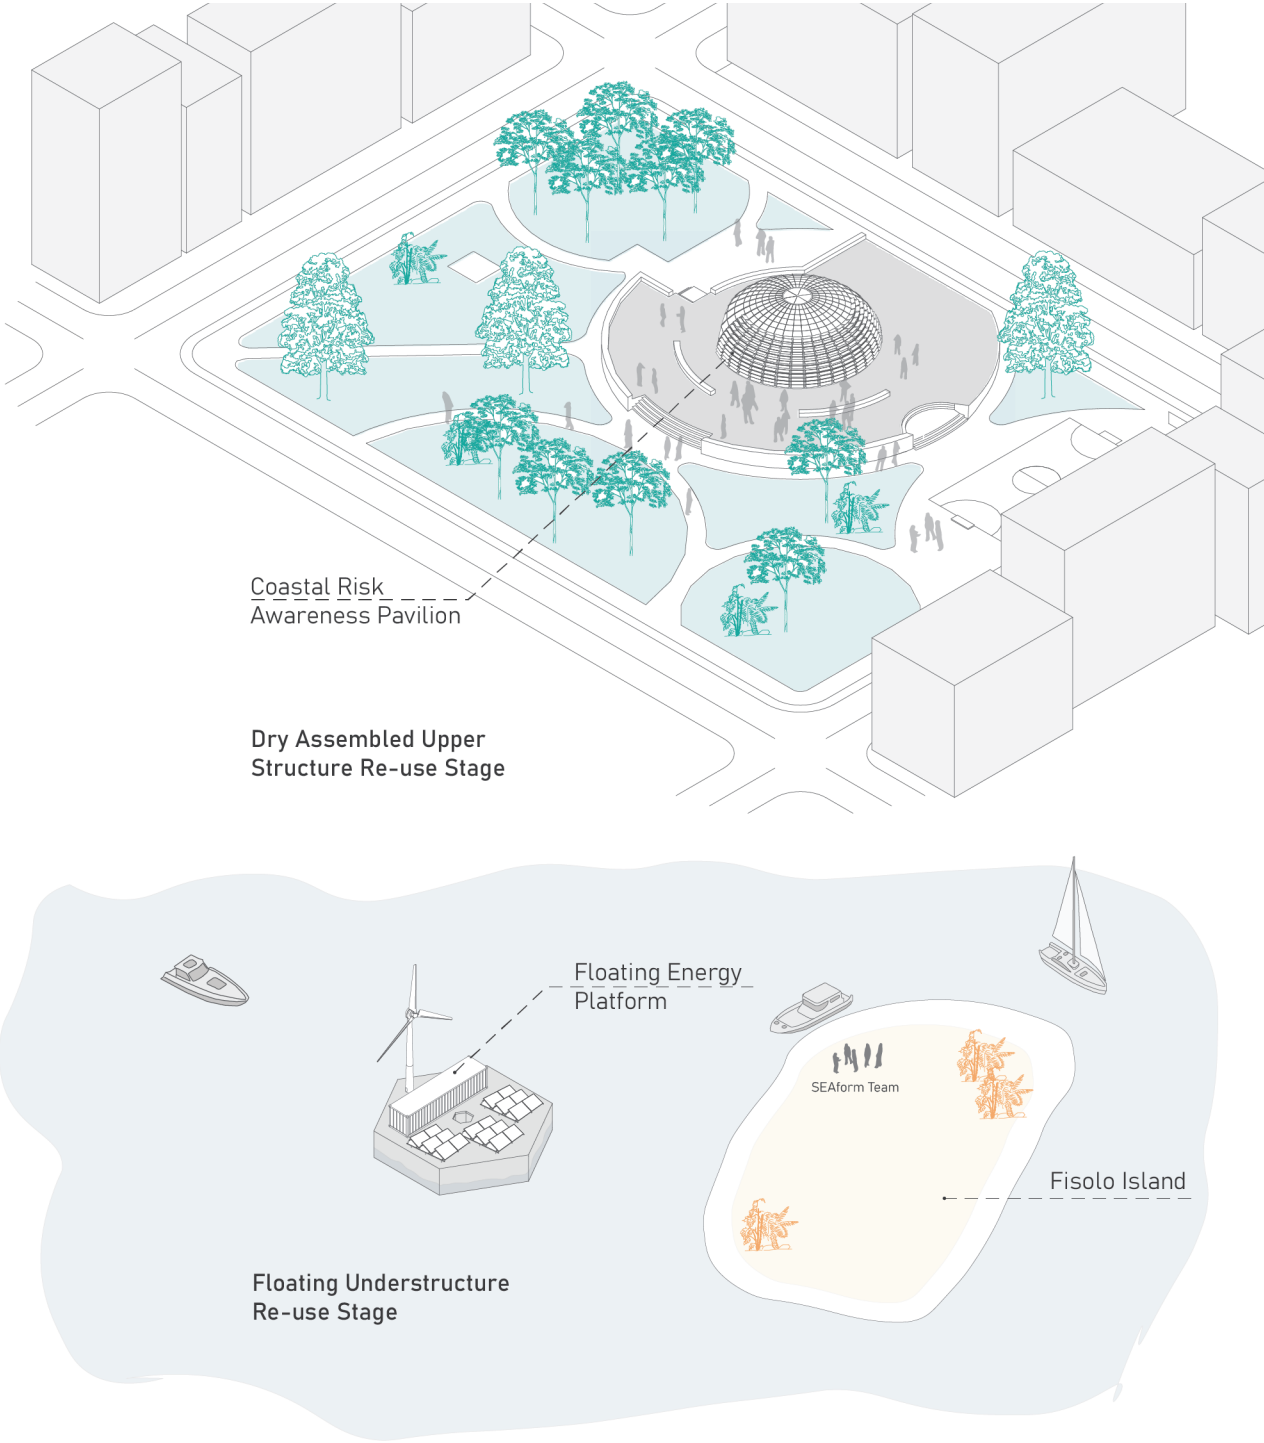 Coastal Risk
Awareness Pavilion
Dry Assembled Upper
Structure Re-use Stage
Floating Energy
Platform
SEAform Team
Fisolo Island
Floating Understructure
Re-use Stage